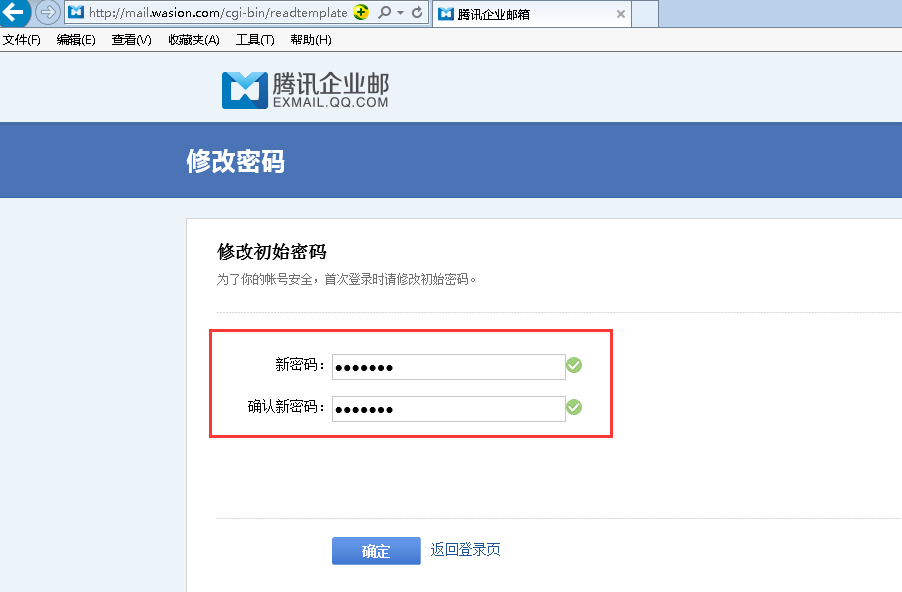 http://mail.wasion.com/cgi-bin/readtemplate
腾讯企业邮箱
文件(F) 编辑(E) 查看(V) 收藏夹(A) 工具(T) 帮助(H)
腾讯企业邮
EXMAIL.QQ.COM
修改密码
修改初始密码
为了你的帐号安全，首次登录时请修改初始密码。
新密码：
确认新密码：
确定 返回登录页